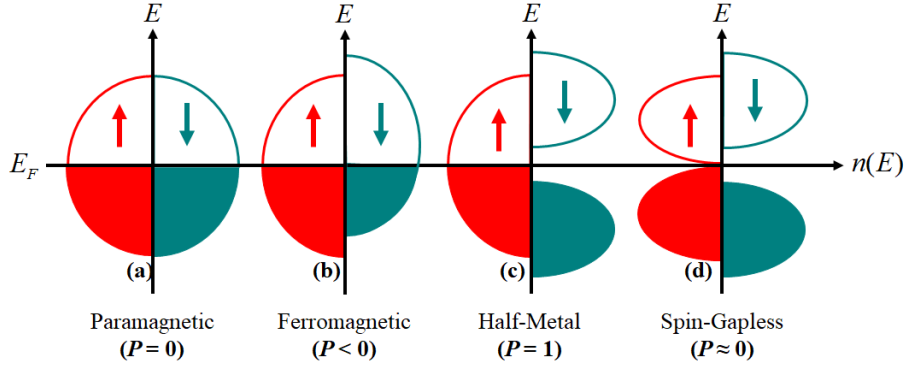 E E E E
E_F n(E)
(a) (b) (c) (d)
Paramagnetic Ferromagnetic Half-Metal Spin-Gapless
(P = 0) (P < 0) (P = 1) (P ≈ 0)